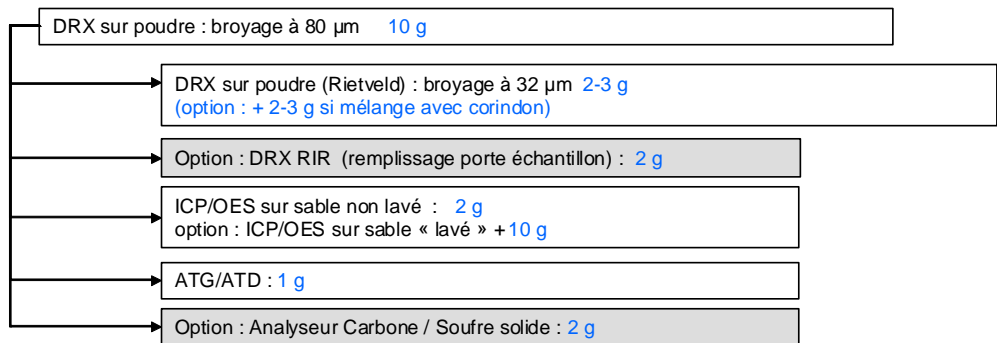 DRX sur poudre : broyage à 80 µm 10 g
DRX sur poudre (Rietveld) : broyage à 32 µm 2-3 g
(option : + 2-3 g si mélange avec corindon)
Option : DRX RIR (remplissage porte échantillon) : 2 g
ICP/OES sur sable non lavé : 2 g
option : ICP/OES sur sable « lavé » +10 g
ATG/ATD : 1 g
Option : Analyseur Carbone / Soufre solide : 2 g